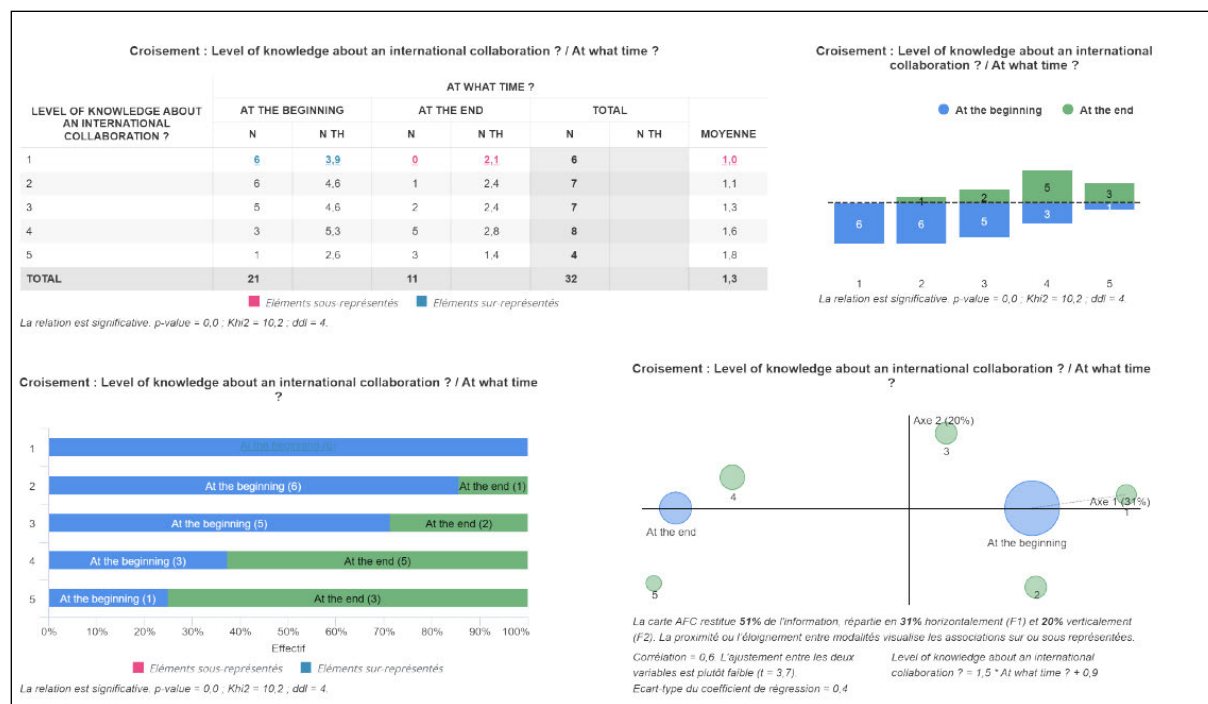 Croisement : Level of knowledge about an international collaboration ? / At what time ?
AT WHAT TIME ?
LEVEL OF KNOWLEDGE ABOUT
AN INTERNATIONAL
COLLABORATION ?
AT THE BEGINNING AT THE END TOTAL
N N TH N N TH N N TH MOYENNE
1 6 3,9 0 2,1 6 1,0
2 6 4,6 1 2,4 7 1,1
3 5 4,6 2 2,4 7 1,3
4 3 5,3 5 2,8 8 1,6
5 1 2,6 3 1,4 4 1,8
TOTAL 21 11 32 1,3
Eléments sous-représentés Eléments sur-représentés
La relation est significative. p-value = 0,0 ; Khi2 = 10,2 ; ddl = 4.
Croisement : Level of knowledge about an international
collaboration ? / At what time ?
At the beginning At the end
1 2 5 3
6 6 5 3 1
1 2 3 4 5
La relation est significative. p-value = 0,0 ; Khi2 = 10,2 ; ddl = 4
Croisement : Level of knowledge about an international collaboration ? / At what time
?
1
2 At the beginning (6) At the end (1)
3 At the beginning (5) At the end (2)
4 At the beginning (3) At the end (5)
5 At the beginning (1) At the end (3)
0% 10% 20% 30% 40% 50% 60% 70% 80% 90% 100%
Effectif
Eléments sous-représentés Eléments sur-représentés
La relation est significative. p-value = 0,0 ; Khi2 = 10,2 ; ddl = 4.
Croisement : Level of knowledge about an international collaboration ? / At what time
?
Axe 2 (20%)
3
4
Axe 1 (31%)
1
At the end
At the beginning
5
2
La carte AFC restitue 51% de l'information, répartie en 31% horizontalement (F1) et 20% verticalement
(F2). La proximité ou l'éloignement entre modalités visualise les associations sur ou sous représentées.
Corrélation = 0,6. L'ajustement entre les deux
variables est plutôt faible (t = 3,7).
Ecart-type du coefficient de régression = 0,4
Level of knowledge about an international
collaboration ? = 1,5 * At what time ? + 0,9